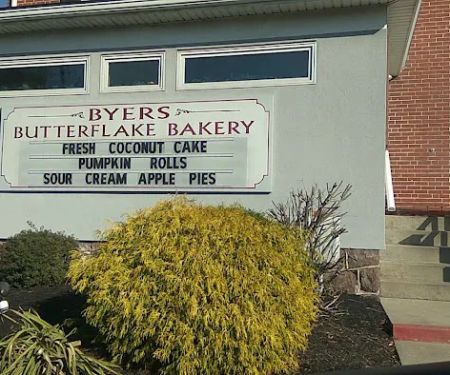 BYERS
BUTTERFLAKE BAKERY
FRESH COCONUT CAKE
PUMPKIN ROLLS
SOUR CREAM APPLE PIES